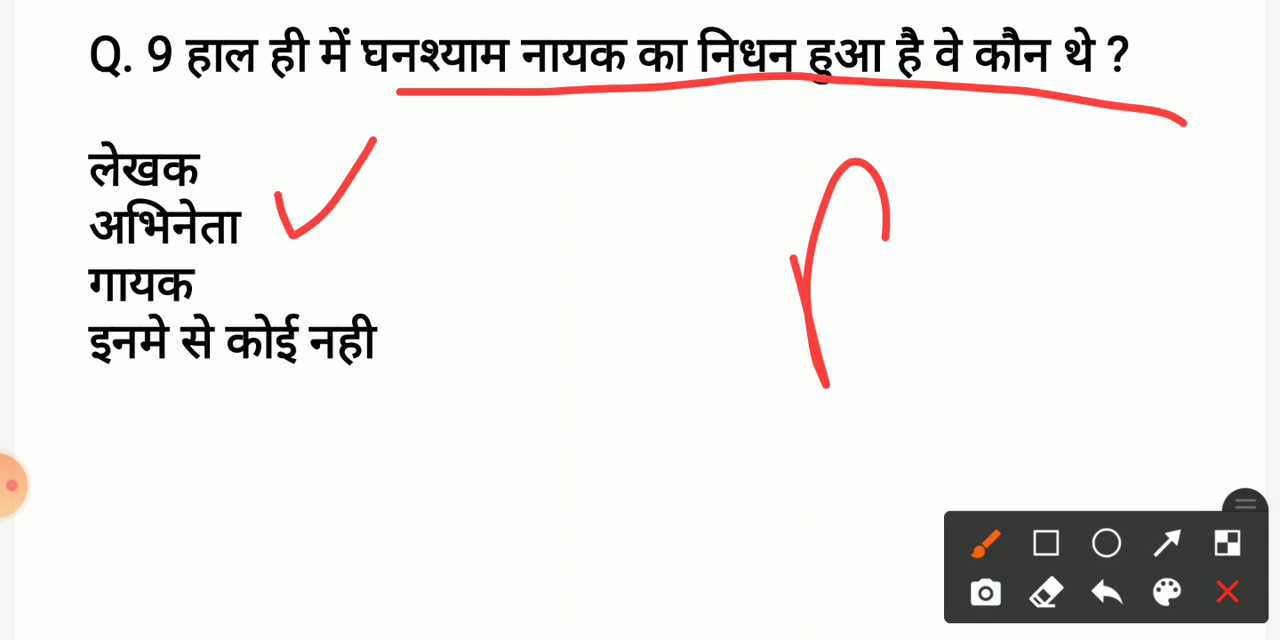 Q. 9 हाल ही में घनश्याम नायक का निधन हुआ है वे कौन थे ?
लेखक
अभिनेता
गायक
इनमे से कोई नही